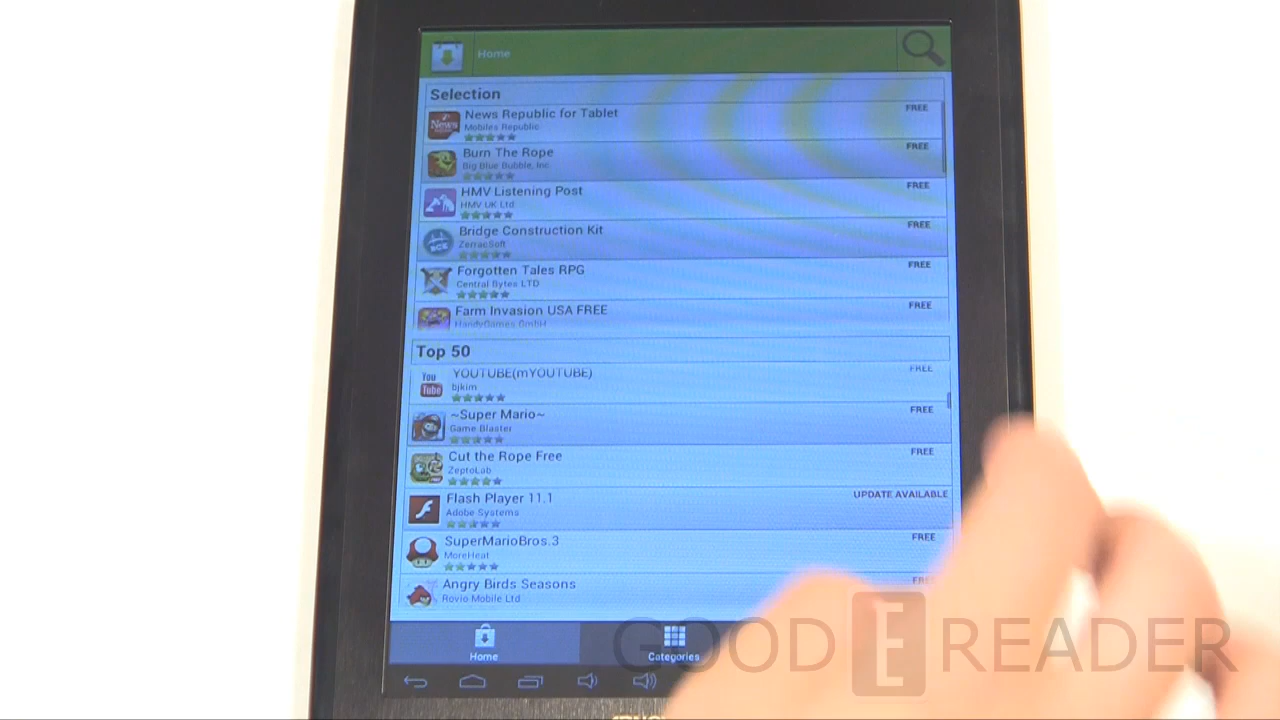 Home
Selection
News Republic for Tablet
FREE
Mobiles Republic
Burn The Rope
FREE
Big Blue Bubble, Inc.
HMV Listening Post
FREE
HMV UK Ltd
Bridge Construction Kit
FREE
BCK
Forgotten Tales RPG
FREE
Central Bytes LTD
Farm Invasion USA FREE
FREE
HandyGames GmbH
Top 50
YOUTUBE(mYOUTUBE)
FREE
You
Tube
bjkim
~Super Mario~
FREE
Game Blaster
Cut the Rope Free
FREE
ZeptoLab
Flash Player 11.1
UPDATE AVAILABLE
Adobe Systems
SuperMarioBros.3
FREE
MoreHeat
Angry Birds Seasons
FREE
Rovio Mobile Ltd
Home
Categories
GOOD E READER